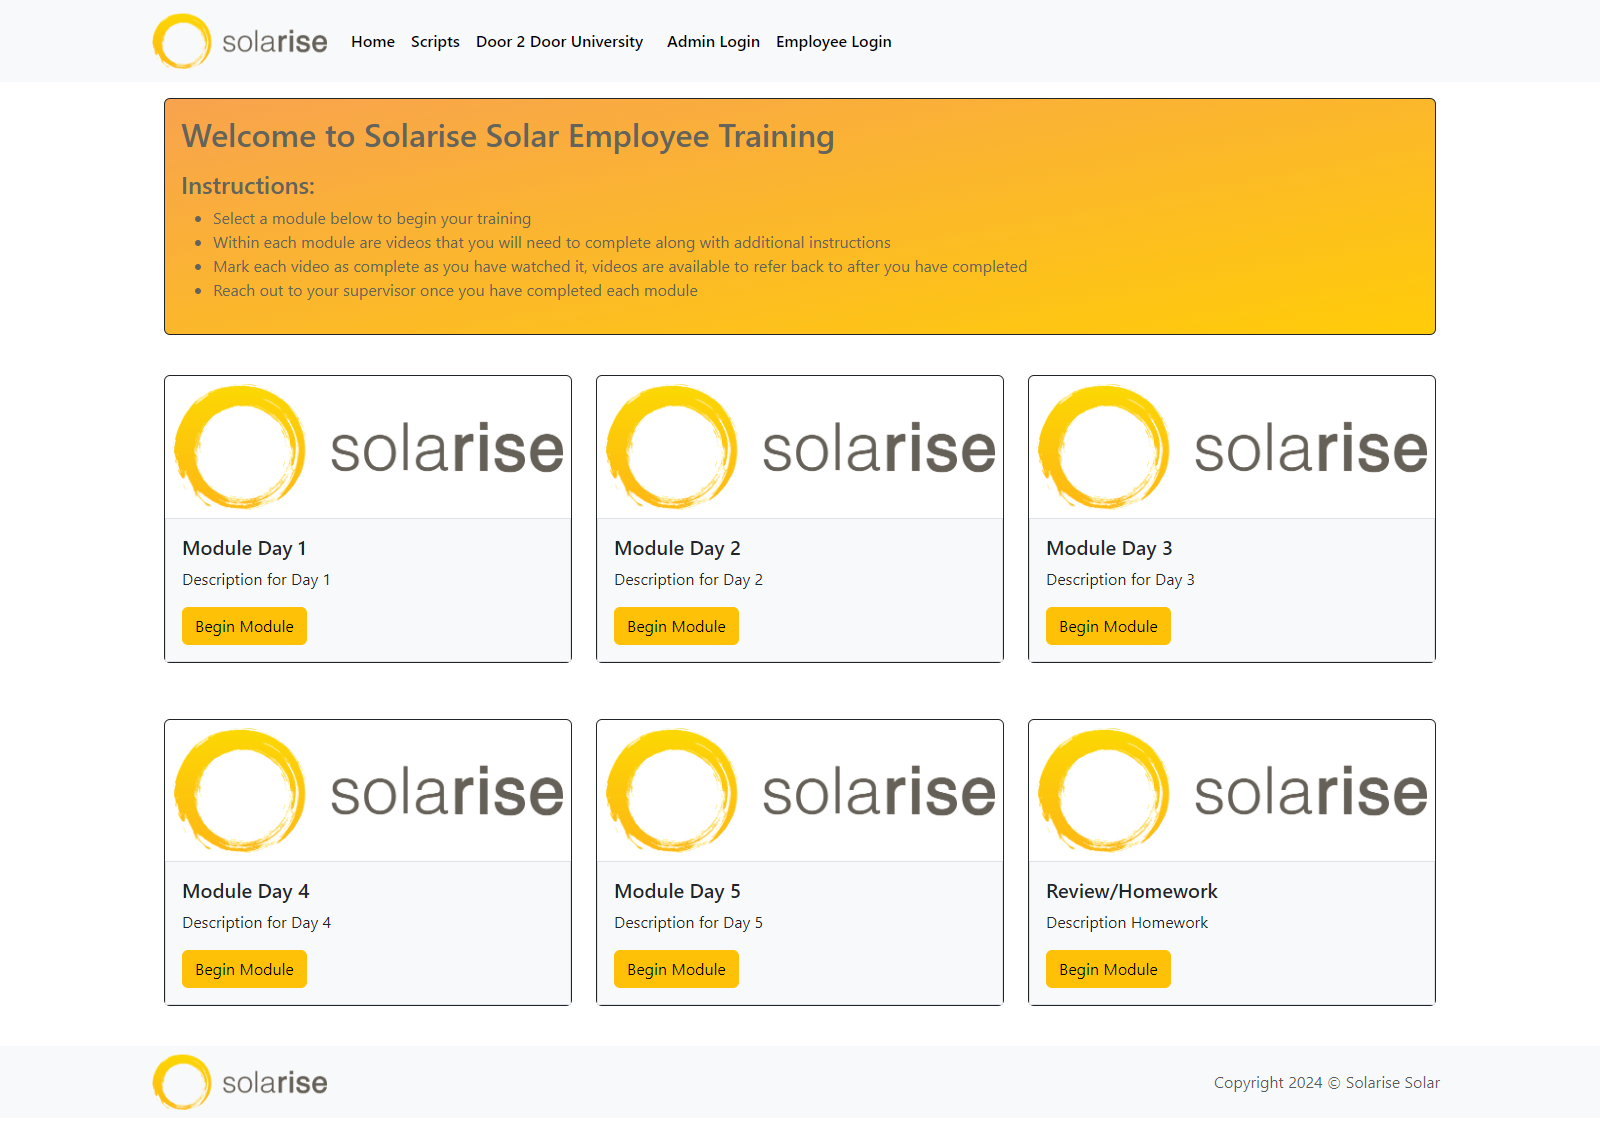 solarise Home Scripts Door 2 Door University Admin Login Employee Login
Welcome to Solarise Solar Employee Training
Instructions:
• Select a module below to begin your training
• Within each module are videos that you will need to complete along with additional instructions
• Mark each video as complete as you have watched it, videos are available to refer back to after you have completed
• Reach out to your supervisor once you have completed each module
solarise
Module Day 1
Description for Day 1
Begin Module
solarise
Module Day 2
Description for Day 2
Begin Module
solarise
Module Day 3
Description for Day 3
Begin Module
solarise
Module Day 4
Description for Day 4
Begin Module
solarise
Module Day 5
Description for Day 5
Begin Module
solarise
Review/Homework
Description Homework
Begin Module
solarise
Copyright 2024 © Solarise Solar